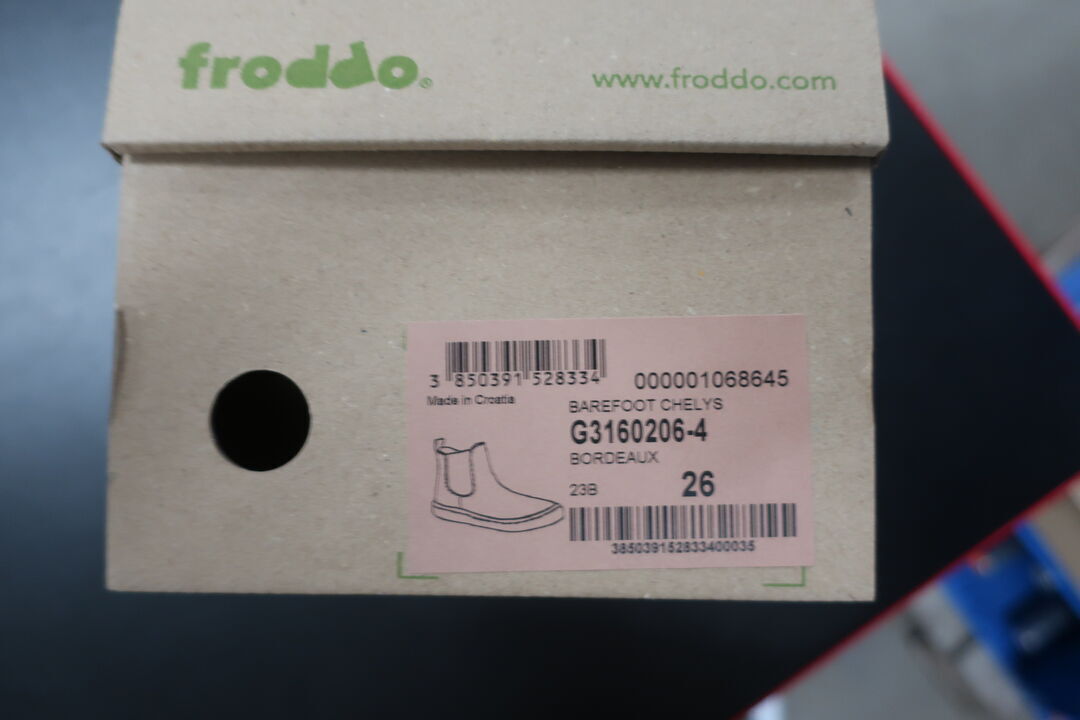 froddo®
www.froddo.com
3 850391 528334
000001068645
Made in Croatia
BAREFOOT CHELYS
G3160206-4
BORDEAUX
23B
26
385039152833400035